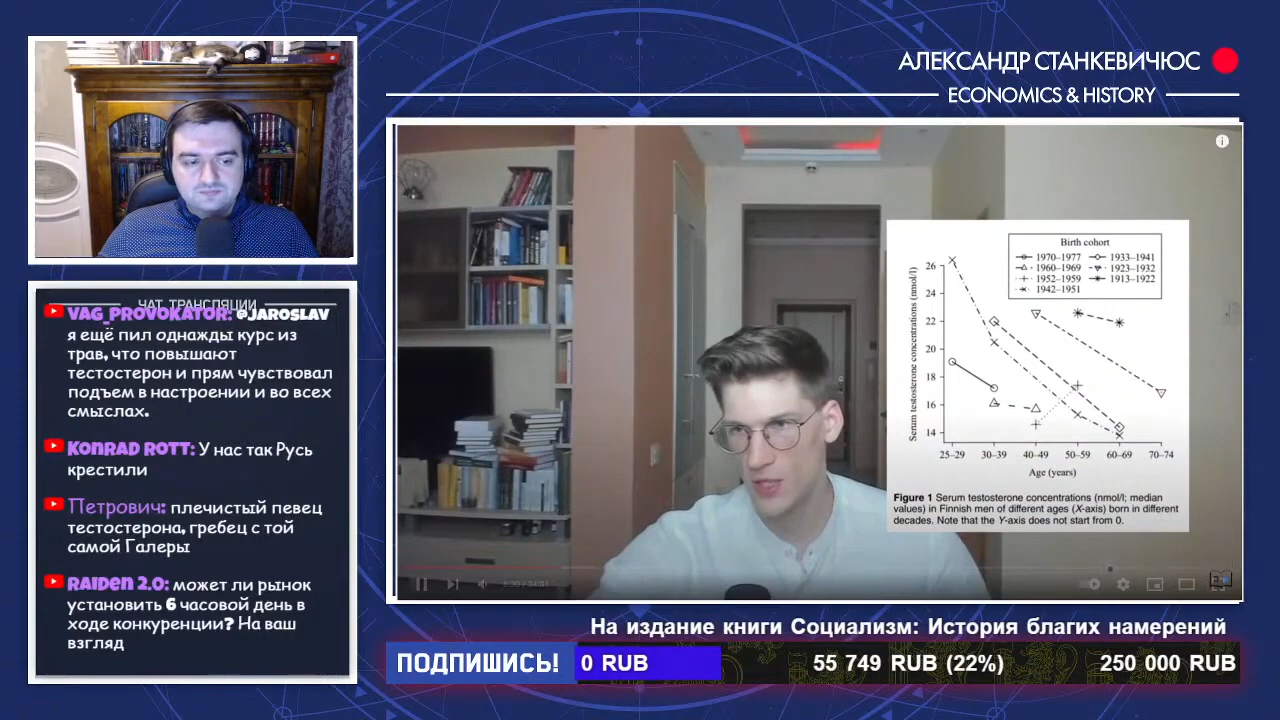 АЛЕКСАНДР СТАНКЕВИЧЮС
ECONOMICS & HISTORY
ЧАТ ТРАНСЛЯЦИИ
VAG_PROVOKATOR: @JAROSLAV
я ещё пил однажды курс из
трав, что повышают
тестостерон и прям чувствовал
подъем в настроении и во всех
смыслах.
Konrad Rott: У нас так Русь
крестили
Петрович: плечистый певец
тестостерона, гребец с той
самой Галеры
Raiden 2.0: может ли рынок
установить 6 часовой день в
ходе конкуренции? На ваш
взгляд
Birth cohort
1970–1977 1933–1941
1960–1969 1923–1932
1952–1959 1913–1922
1942–1951
Serum testosterone concentrations (nmol/l)
26
24
22
20
18
16
14
25–29 30–39 40–49 50–59 60–69 70–74
Age (years)
Figure 1 Serum testosterone concentrations (nmol/l; median
values) in Finnish men of different ages (X-axis) born in different
decades. Note that the Y-axis does not start from 0.
На издание книги Социализм: История благих намерений
ПОДПИШИСЬ! 0 RUB 55 749 RUB (22%) 250 000 RUB